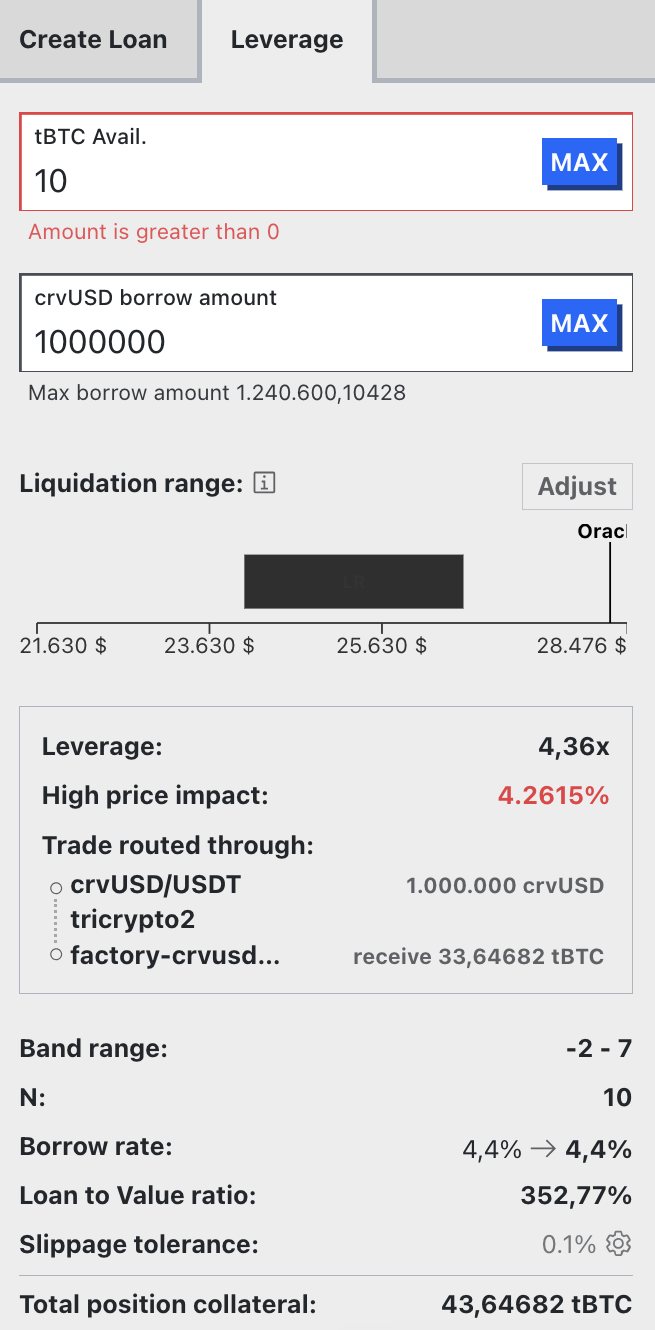 Create Loan Leverage
tBTC Avail.
10 MAX
Amount is greater than 0
crvUSD borrow amount
1000000 MAX
Max borrow amount 1.240.600,10428
Liquidation range: Adjust
Orac
LR
21.630 $ 23.630 $ 25.630 $ 28.476 $
Leverage: 4,36x
High price impact: 4.2615%
Trade routed through:
crvUSD/USDT 1.000.000 crvUSD
tricrypto2
factory-crvusd... receive 33,64682 tBTC
Band range: -2 - 7
N: 10
Borrow rate: 4,4% → 4,4%
Loan to Value ratio: 352,77%
Slippage tolerance: 0.1%
Total position collateral: 43,64682 tBTC